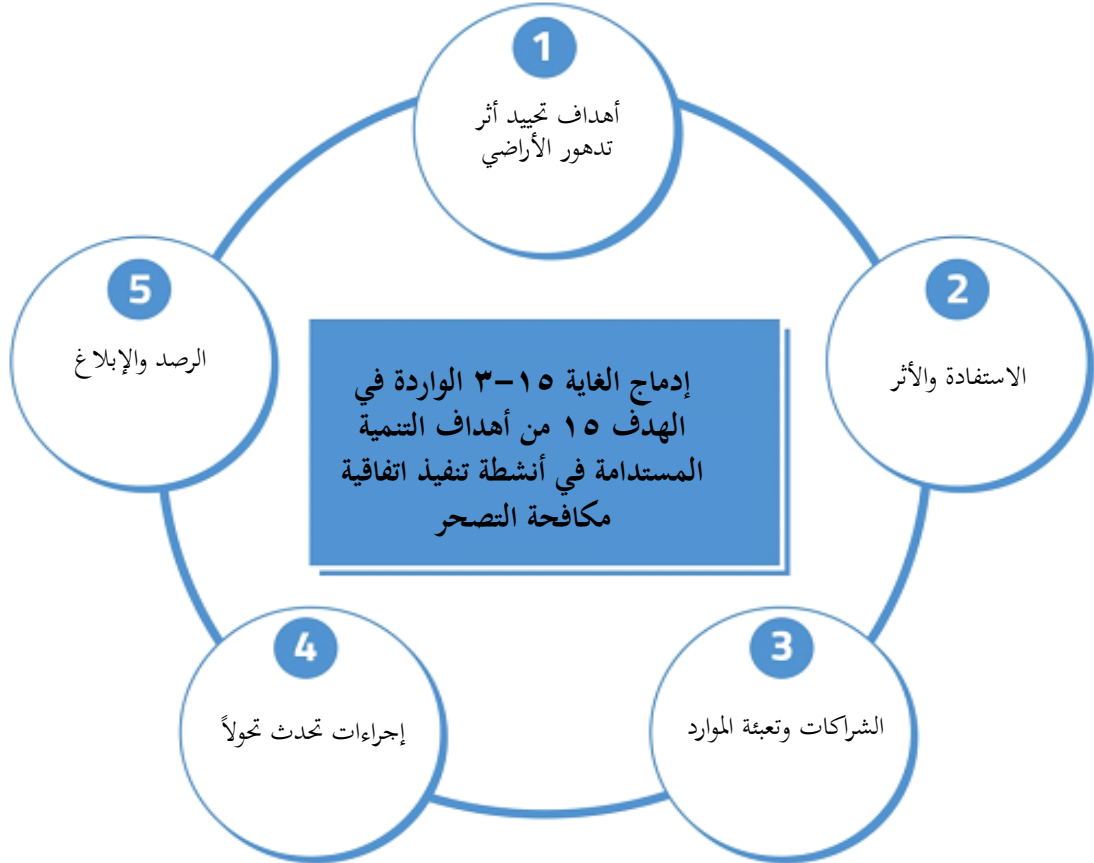 1
أهداف تحييد أثر
تدهور الأراضي
2
الاستفادة والأثر
3
الشراكات وتعبئة الموارد
4
إجراءات تحدث تحولاً
5
الرصد والإبلاغ
إدماج الغاية ١٥-٣ الواردة في
الهدف ١٥ من أهداف التنمية
المستدامة في أنشطة تنفيذ اتفاقية
مكافحة التصحر